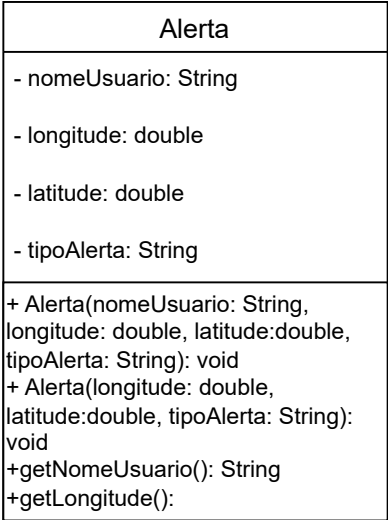 Alerta
- nomeUsuario: String
- longitude: double
- latitude: double
- tipoAlerta: String
+ Alerta(nomeUsuario: String,
longitude: double, latitude:double,
tipoAlerta: String): void
+ Alerta(longitude: double,
latitude:double, tipoAlerta: String):
void
+getNomeUsuario(): String
+getLongitude():